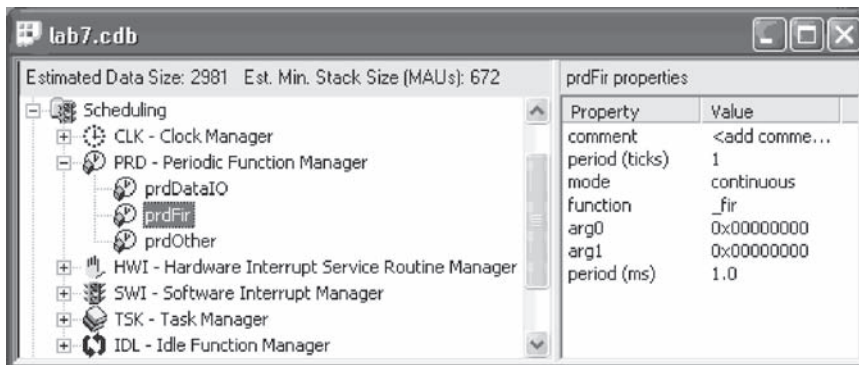 lab7.cdb
Estimated Data Size: 2981 Est. Min. Stack Size (MAUs): 672
Scheduling
CLK - Clock Manager
PRD - Periodic Function Manager
prdDataIO
prdFir
prdOther
HWI - Hardware Interrupt Service Routine Manager
SWI - Software Interrupt Manager
TSK - Task Manager
IDL - Idle Function Manager
prdFir properties
Property Value
comment <add comme...
period (ticks) 1
mode continuous
function _fir
arg0 0x00000000
arg1 0x00000000
period (ms) 1.0